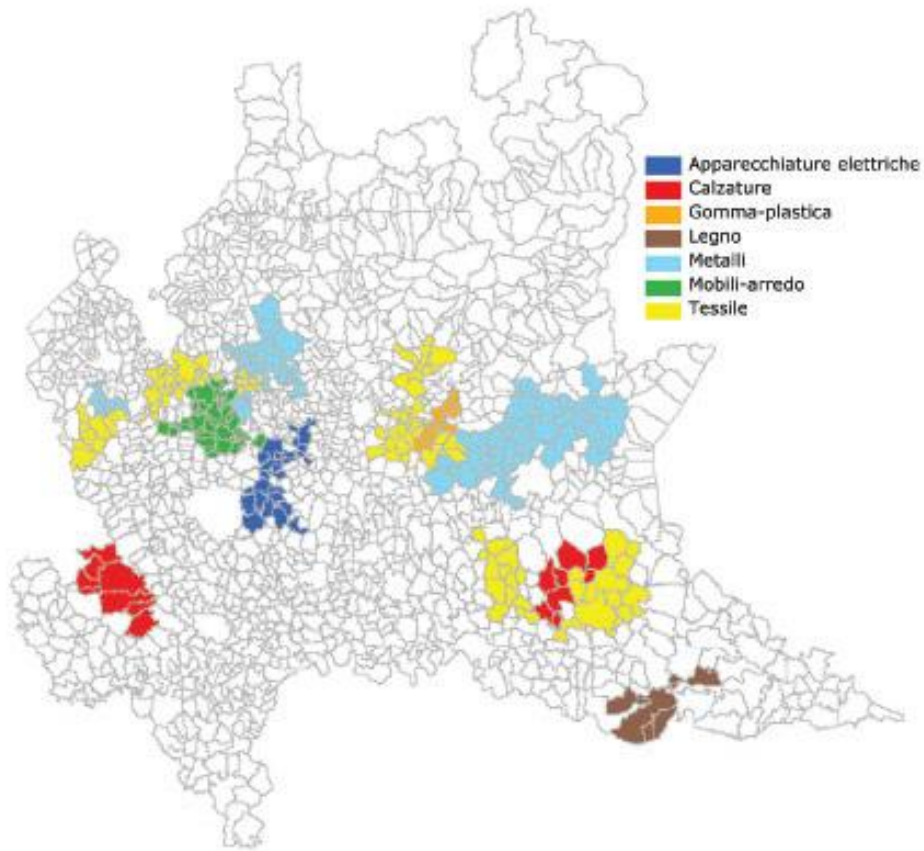 Apparecchiature elettriche
Calzature
Gomma-plastica
Legno
Metalli
Mobili-arredo
Tessile